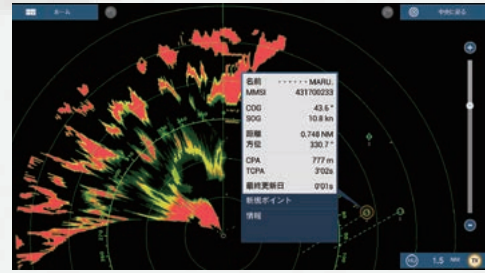 ホーム
中央に戻る
名前 ······MARU.
MMSI 431700233
COG 43.6°
SOG 10.8 kn
距離 0.748 NM
方位 330.7°
CPA 777 m
TCPA 3'02s
最終更新日 0'01s
新規ポイント
情報
1.5 NM
TX